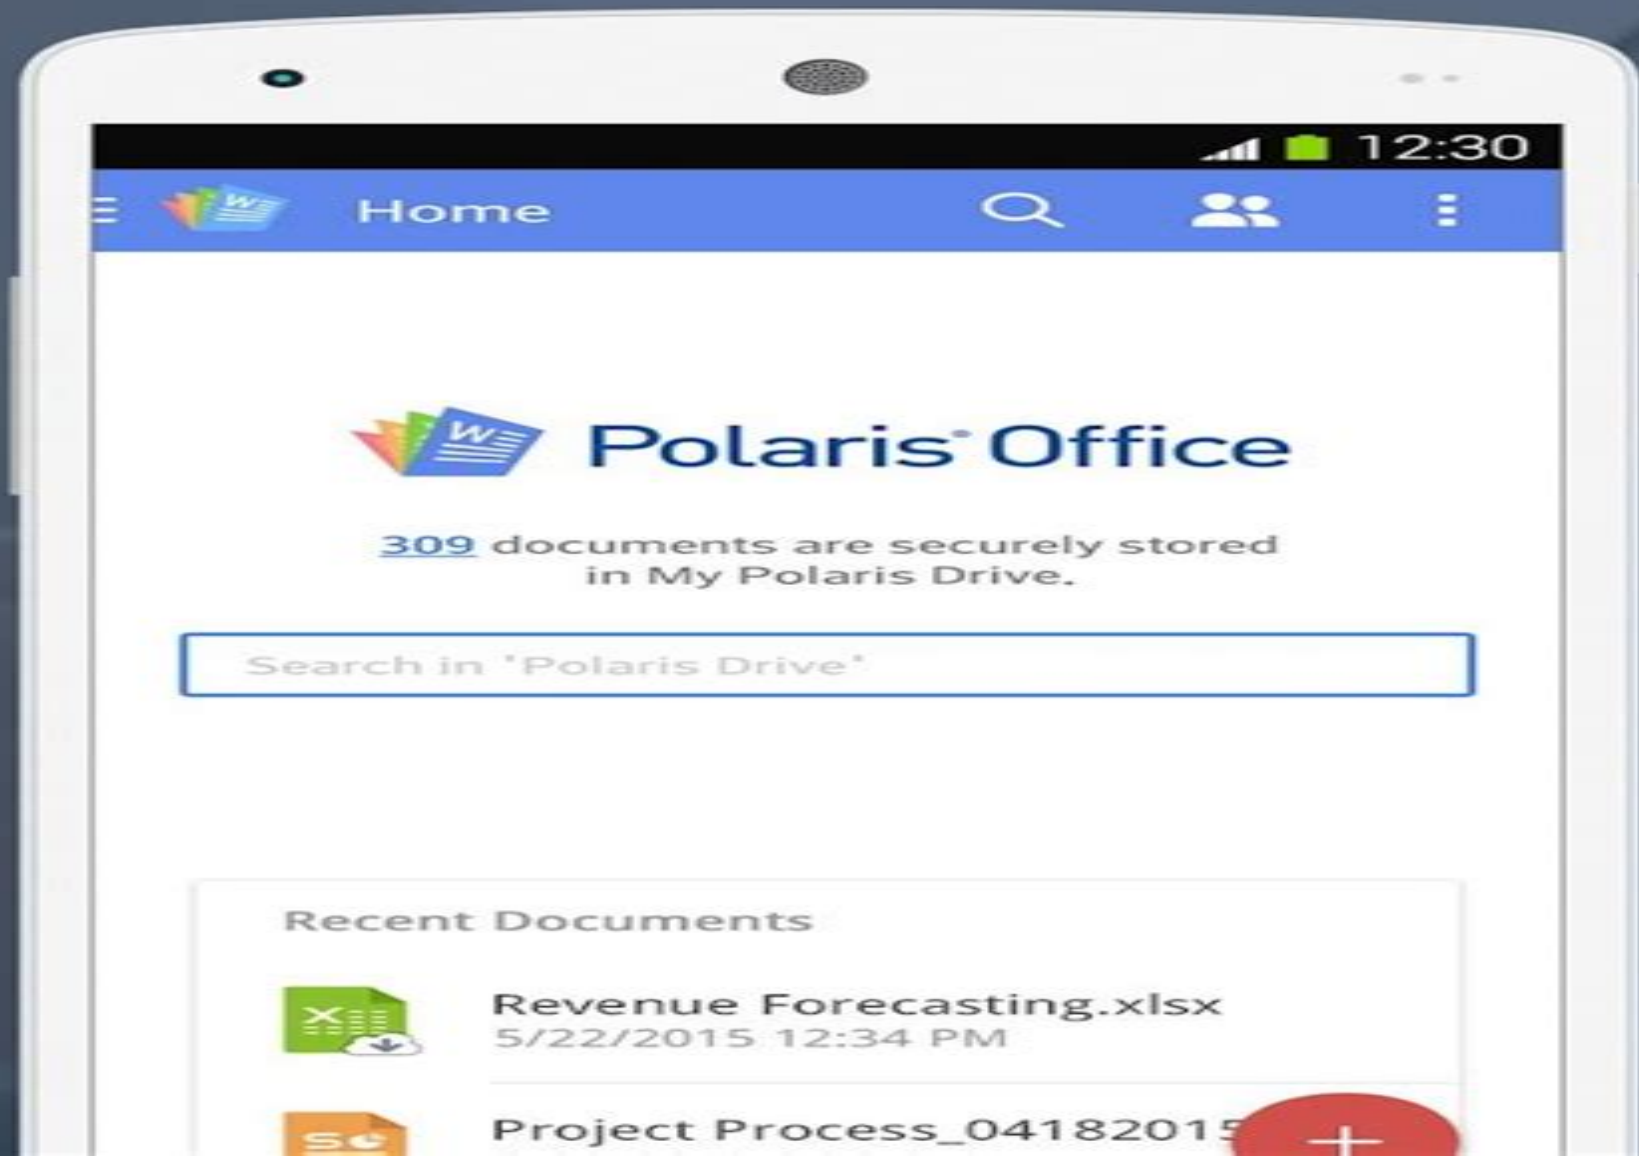 12:30
Home
W
Polaris Office
309 documents are securely stored
in My Polaris Drive.
Search in 'Polaris Drive'
Recent Documents
X
Revenue Forecasting.xlsx
5/22/2015 12:34 PM
Project Process_04182015